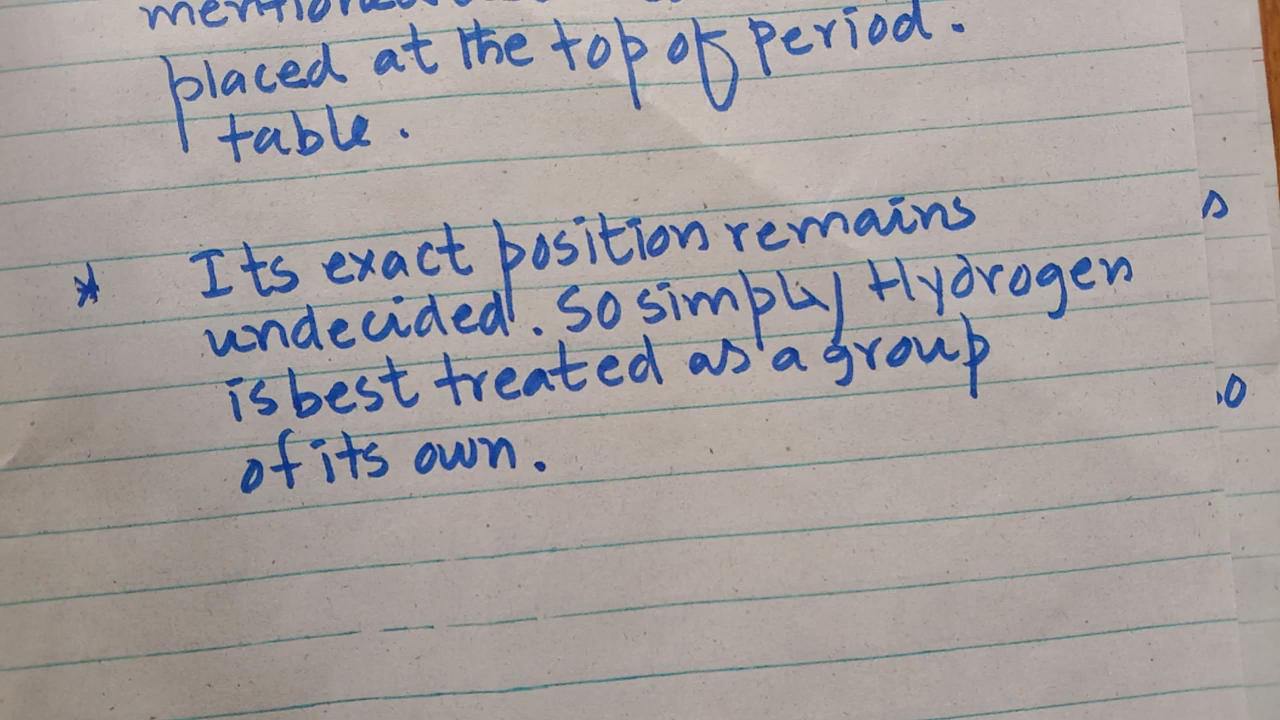 placed at the top of period.
table.
* Its exact position remains
undecided. So simply Hydrogen
is best treated as a group
of its own.
s
.o